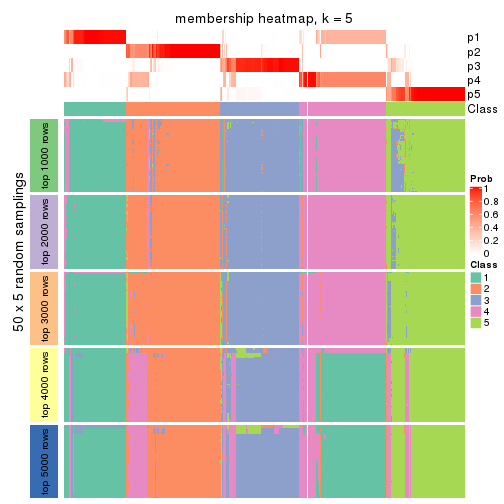 membership heatmap, k = 5
p1
p2
p3
p4
p5
Class
50 x 5 random samplings
top 1000 rows
top 2000 rows
top 3000 rows
top 4000 rows
top 5000 rows
Prob
1
0.8
0.6
0.4
0.2
0
Class
1
2
3
4
5